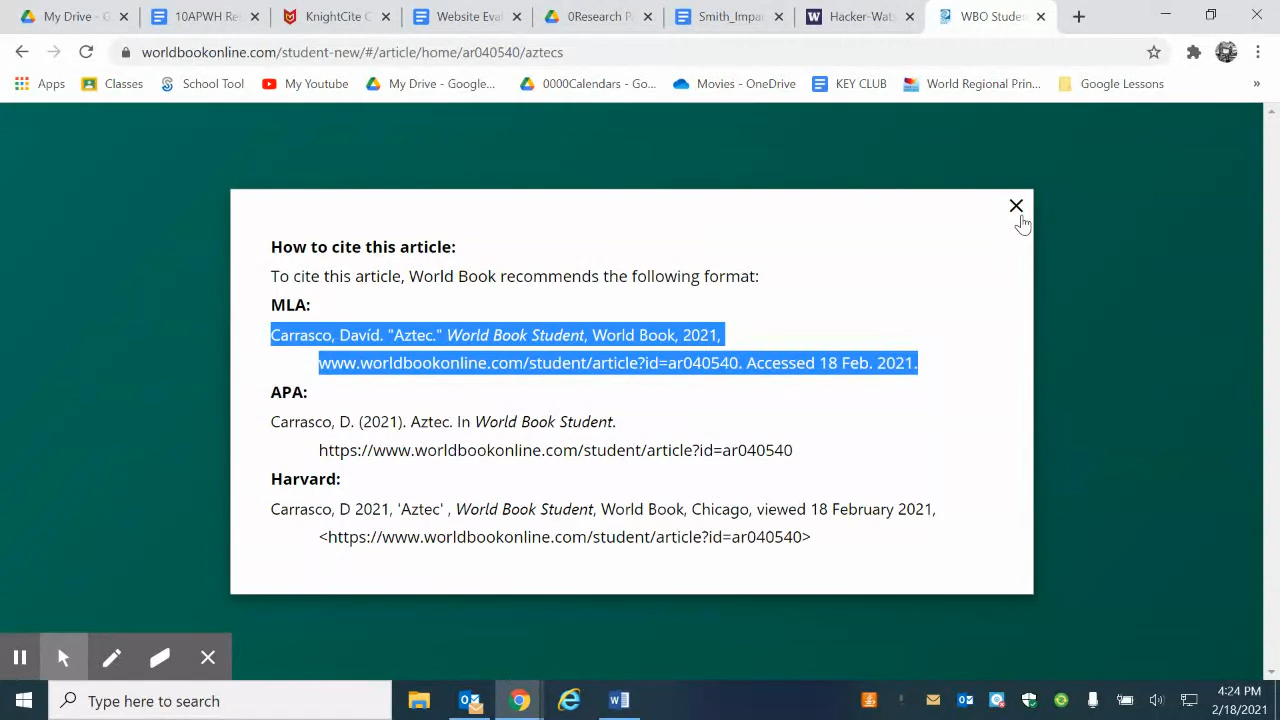 My Drive - G
10APWH Re
KnightCite C
Website Eval
0Research P
Smith_Impa
Hacker-Wat
WBO Studen
worldbookonline.com/student-new/#/article/home/ar040540/aztecs
Apps
Classes
School Tool
My Youtube
My Drive - Google...
0000Calendars - Go...
Movies - OneDrive
KEY CLUB
World Regional Prin...
Google Lessons
»
How to cite this article:
To cite this article, World Book recommends the following format:
MLA:
Carrasco, Davíd. "Aztec." World Book Student, World Book, 2021,
www.worldbookonline.com/student/article?id=ar040540. Accessed 18 Feb. 2021.
APA:
Carrasco, D. (2021). Aztec. In World Book Student.
https://www.worldbookonline.com/student/article?id=ar040540
Harvard:
Carrasco, D 2021, 'Aztec' , World Book Student, World Book, Chicago, viewed 18 February 2021,
<https://www.worldbookonline.com/student/article?id=ar040540>
Type here to search
4:24 PM
2/18/2021